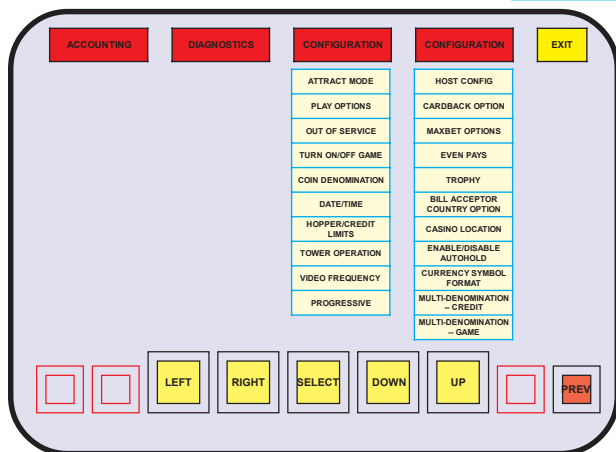 ACCOUNTING
DIAGNOSTICS
CONFIGURATION
CONFIGURATION
EXIT
ATTRACT MODE
PLAY OPTIONS
OUT OF SERVICE
TURN ON/OFF GAME
COIN DENOMINATION
DATE/TIME
HOPPER/CREDIT
LIMITS
TOWER OPERATION
VIDEO FREQUENCY
PROGRESSIVE
HOST CONFIG
CARDBACK OPTION
MAXBET OPTIONS
EVEN PAYS
TROPHY
BILL ACCEPTOR
COUNTRY OPTION
CASINO LOCATION
ENABLE/DISABLE
AUTOHOLD
CURRENCY SYMBOL
FORMAT
MULTI-DENOMINATION
– CREDIT
MULTI-DENOMINATION
– GAME
LEFT
RIGHT
SELECT
DOWN
UP
PREV